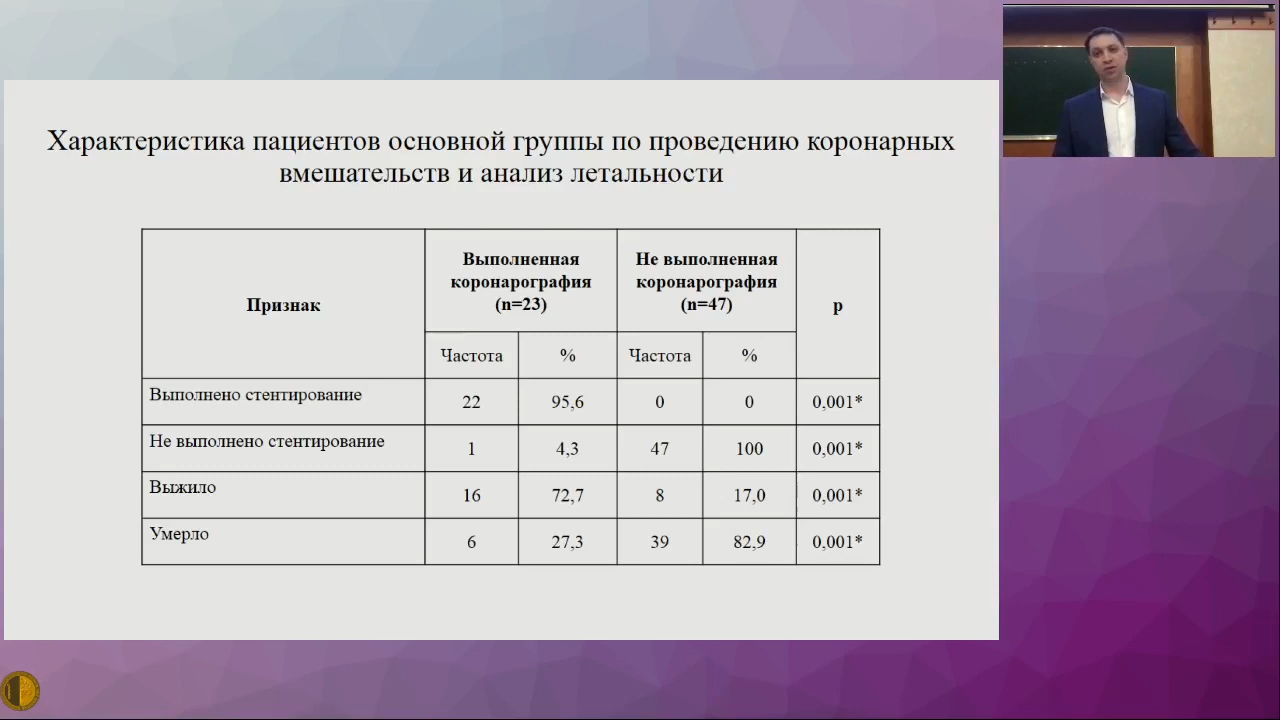 Характеристика пациентов основной группы по проведению коронарных
вмешательств и анализ летальности
Признак
Выполненная
коронарография
(n=23)
Не выполненная
коронарография
(n=47)
p
Частота
%
Частота
%
Выполнено стентирование
22
95,6
0
0
0,001*
Не выполнено стентирование
1
4,3
47
100
0,001*
Выжило
16
72,7
8
17,0
0,001*
Умерло
6
27,3
39
82,9
0,001*